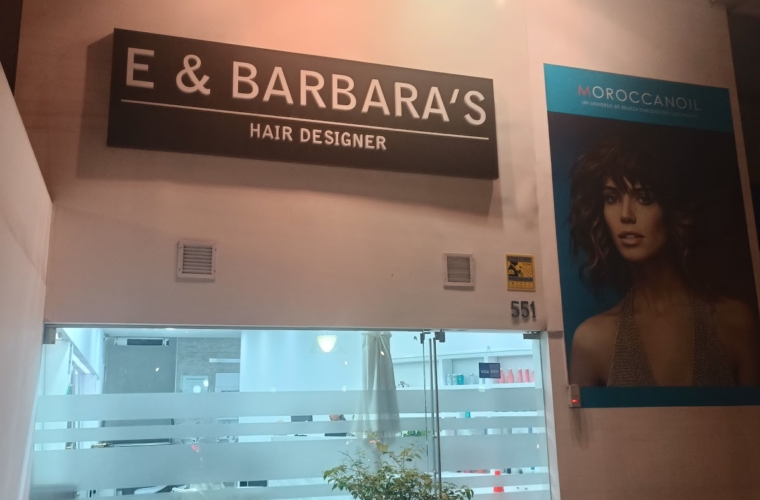 E & BARBARA'S
HAIR DESIGNER
MOROCCANOIL
551